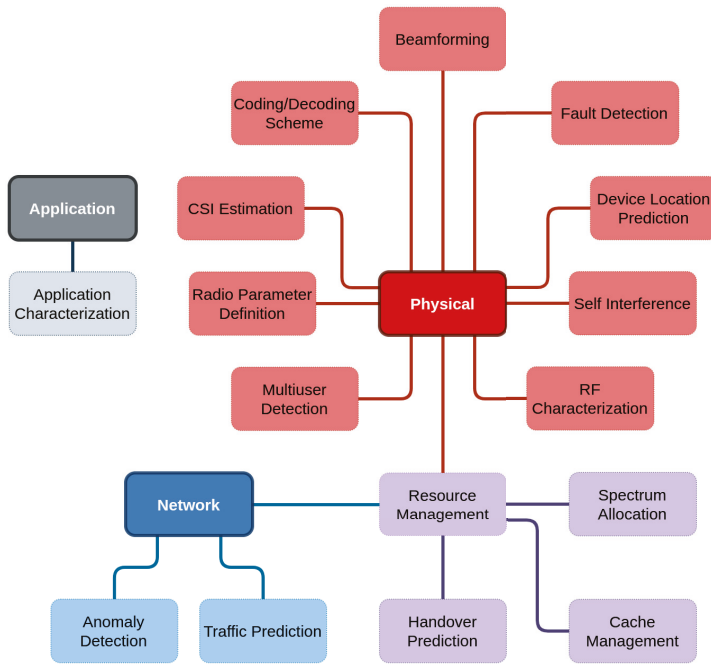 Beamforming
Coding/Decoding
Scheme
Fault Detection
Application
CSI Estimation
Device Location
Prediction
Application
Characterization
Radio Parameter
Definition
Physical
Self Interference
Multiuser
Detection
RF
Characterization
Network
Resource
Management
Spectrum
Allocation
Anomaly
Detection
Traffic Prediction
Handover
Prediction
Cache
Management